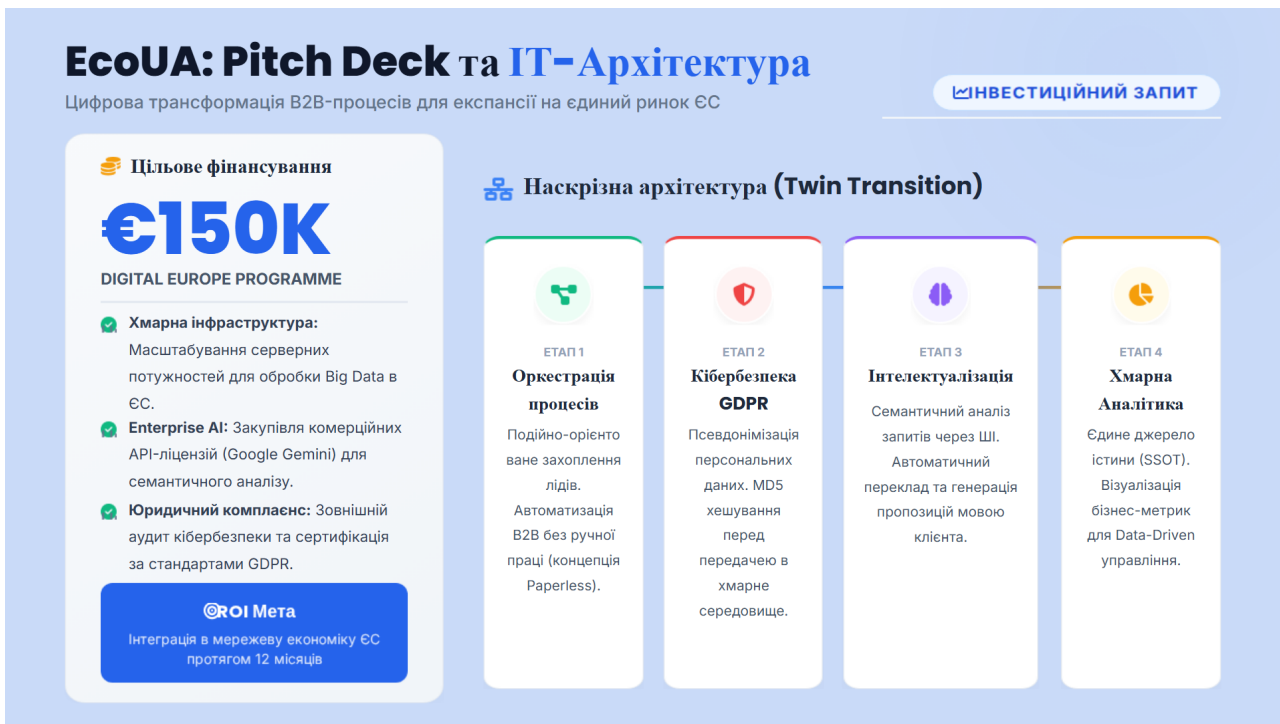 EcoUA: Pitch Deck та IT-Архітектура
Цифрова трансформація B2B-процесів для експансії на єдиний ринок ЄС
ІНВЕСТИЦІЙНИЙ ЗАПИТ
Цільове фінансування
€150K
DIGITAL EUROPE PROGRAMME
Хмарна інфраструктура:
Масштабування серверних
потужностей для обробки Big Data в
ЄС.
Enterprise AI: Закупівля комерційних
API-ліцензій (Google Gemini) для
семантичного аналізу.
Юридичний комплаєнс: Зовнішній
аудит кібербезпеки та сертифікація
за стандартами GDPR.
ROI Мета
Інтеграція в мережеву економіку ЄС
протягом 12 місяців
Наскрізна архітектура (Twin Transition)
ЕТАП 1
Оркестрація
процесів
Подійно-орієнто
ване захоплення
лідів.
Автоматизація
B2B без ручної
праці (концепція
Paperless).
ЕТАП 2
Кібербезпека
GDPR
Псевдонімізація
персональних
даних. MD5
хешування
перед
передачею в
хмарне
середовище.
ЕТАП 3
Інтелектуалізація
Семантичний аналіз
запитів через ШІ.
Автоматичний
переклад та генерація
пропозицій мовою
клієнта.
ЕТАП 4
Хмарна
Аналітика
Єдине джерело
істини (SSOT).
Візуалізація
бізнес-метрик
для Data-Driven
управління.